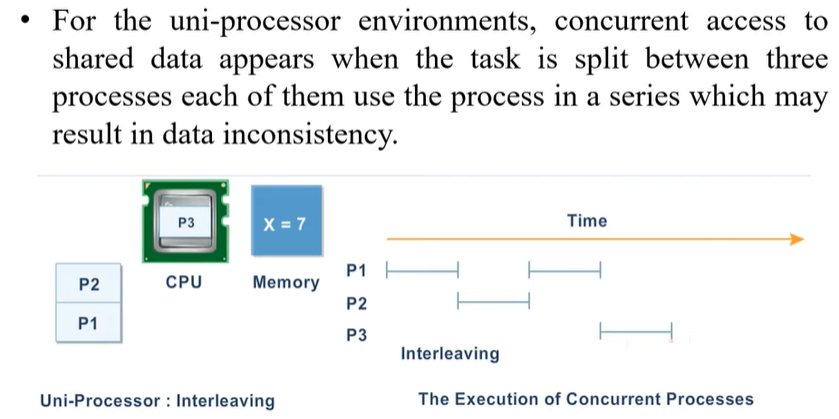 • For the uni-processor environments, concurrent access to
shared data appears when the task is split between three
processes each of them use the process in a series which may
result in data inconsistency.
P3
X = 7
Time
P2
P1
CPU
Memory
P1
P2
P3
Interleaving
Uni-Processor : Interleaving
The Execution of Concurrent Processes